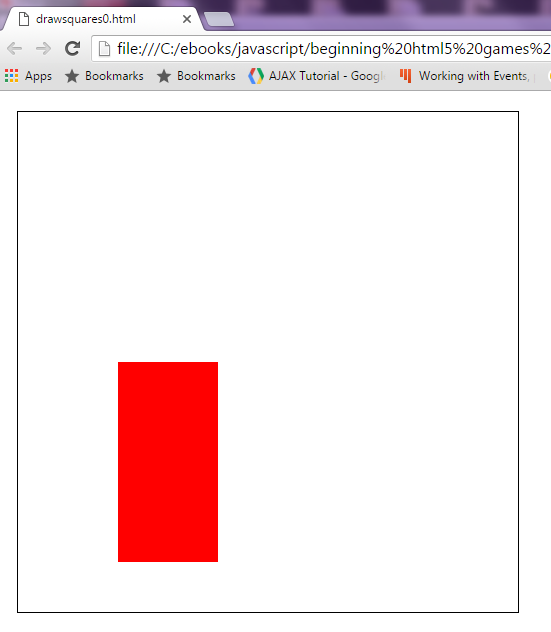 drawsquares0.html
file:///C:/ebooks/javascript/beginning%20html5%20games%2
Apps Bookmarks Bookmarks AJAX Tutorial - Googl Working with Events,